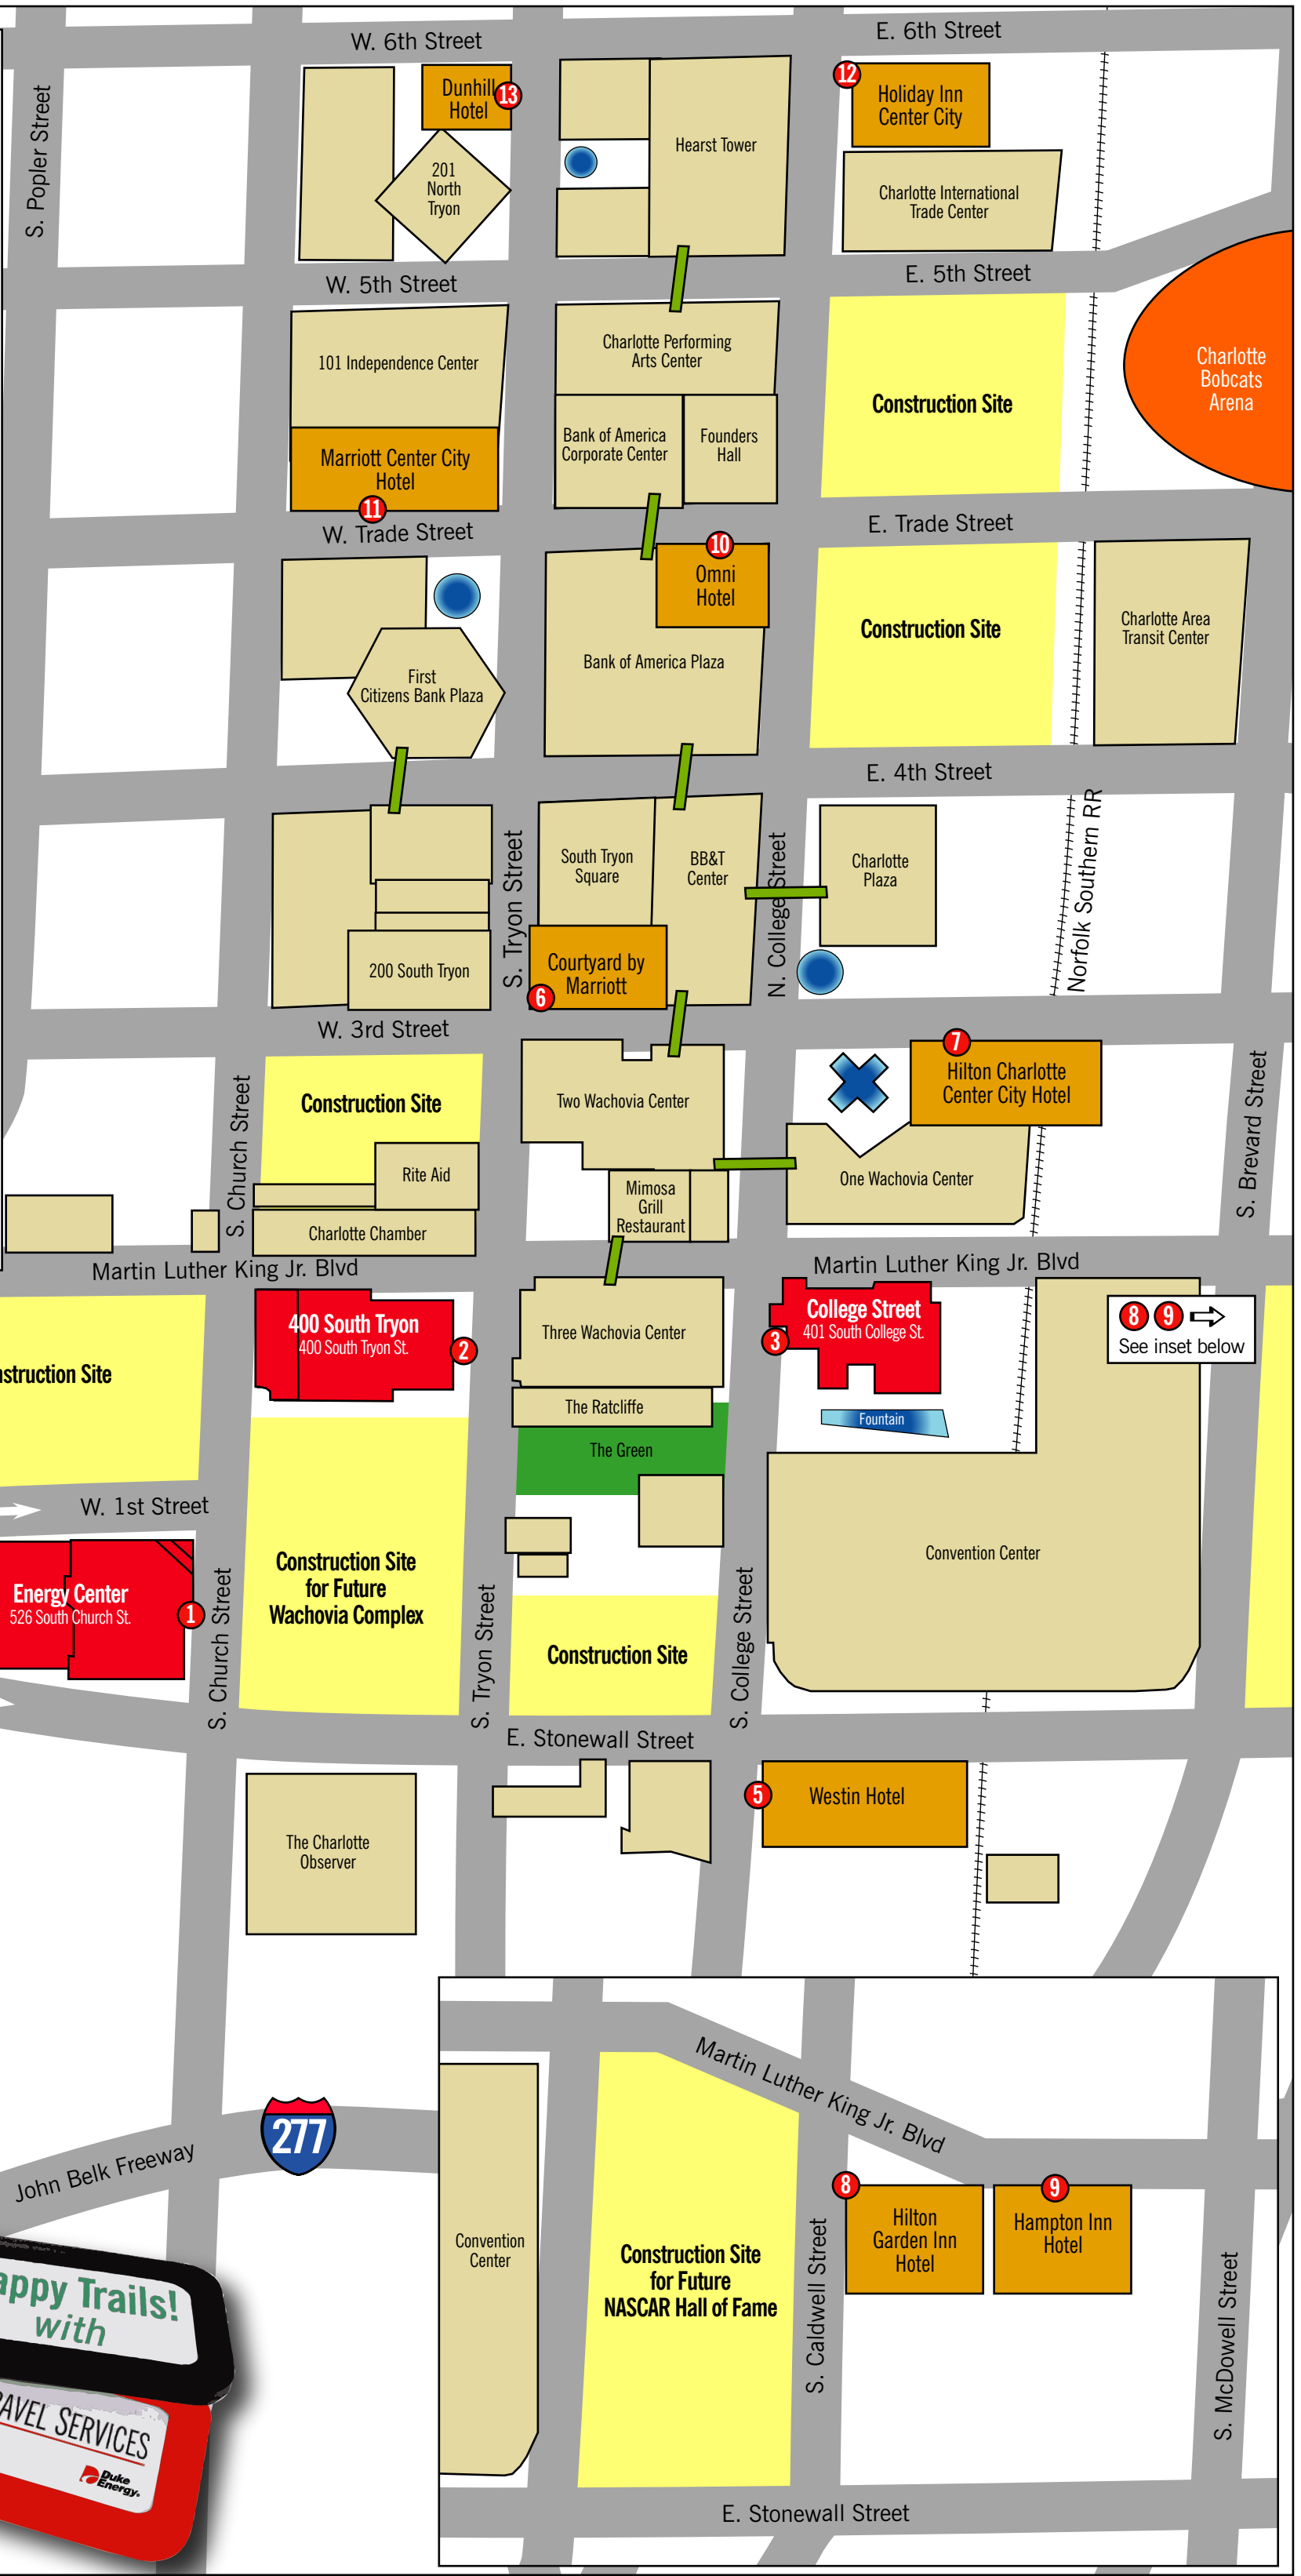 W. 6th Street
E. 6th Street
S. Popler Street
Dunhill
Hotel
13
201
North
Tryon
Hearst Tower
12
Holiday Inn
Center City
Charlotte International
Trade Center
W. 5th Street
E. 5th Street
101 Independence Center
Charlotte Performing
Arts Center
Construction Site
Charlotte
Bobcats
Arena
Marriott Center City
Hotel
11
Bank of America
Corporate Center
Founders
Hall
W. Trade Street
E. Trade Street
10
Omni
Hotel
Bank of America Plaza
Construction Site
Charlotte Area
Transit Center
First
Citizens Bank Plaza
E. 4th Street
S. Tryon Street
South Tryon
Square
BB&T
Center
N. College Street
Charlotte
Plaza
Norfolk Southern RR
200 South Tryon
Courtyard by
Marriott
6
W. 3rd Street
Construction Site
S. Church Street
Rite Aid
Charlotte Chamber
Two Wachovia Center
Mimosa
Grill
Restaurant
7
Hilton Charlotte
Center City Hotel
One Wachovia Center
S. Brevard Street
Martin Luther King Jr. Blvd
Martin Luther King Jr. Blvd
nstruction Site
400 South Tryon
400 South Tryon St.
2
Three Wachovia Center
The Ratcliffe
The Green
College Street
401 South College St.
3
Fountain
8 9
See inset below
W. 1st Street
Energy Center
526 South Church St.
1
S. Church Street
Construction Site
for Future
Wachovia Complex
S. Tryon Street
Construction Site
S. College Street
Convention Center
E. Stonewall Street
The Charlotte
Observer
5
Westin Hotel
277
John Belk Freeway
appy Trails!
with
AVEL SERVICES
Duke
Energy®
Martin Luther King Jr. Blvd
Convention
Center
Construction Site
for Future
NASCAR Hall of Fame
S. Caldwell Street
8
Hilton
Garden Inn
Hotel
9
Hampton Inn
Hotel
S. McDowell Street
E. Stonewall Street